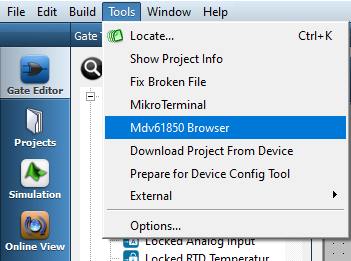 File Edit Build Tools Window Help
Gate Editor
Projects
Simulation
Online View
Gate
Locate... Ctrl+K
Show Project Info
Fix Broken File
MikroTerminal
Mdv61850 Browser
Download Project From Device
Prepare for Device Config Tool
External
Options...
Locked Analog Input
Locked RTD Temperatur